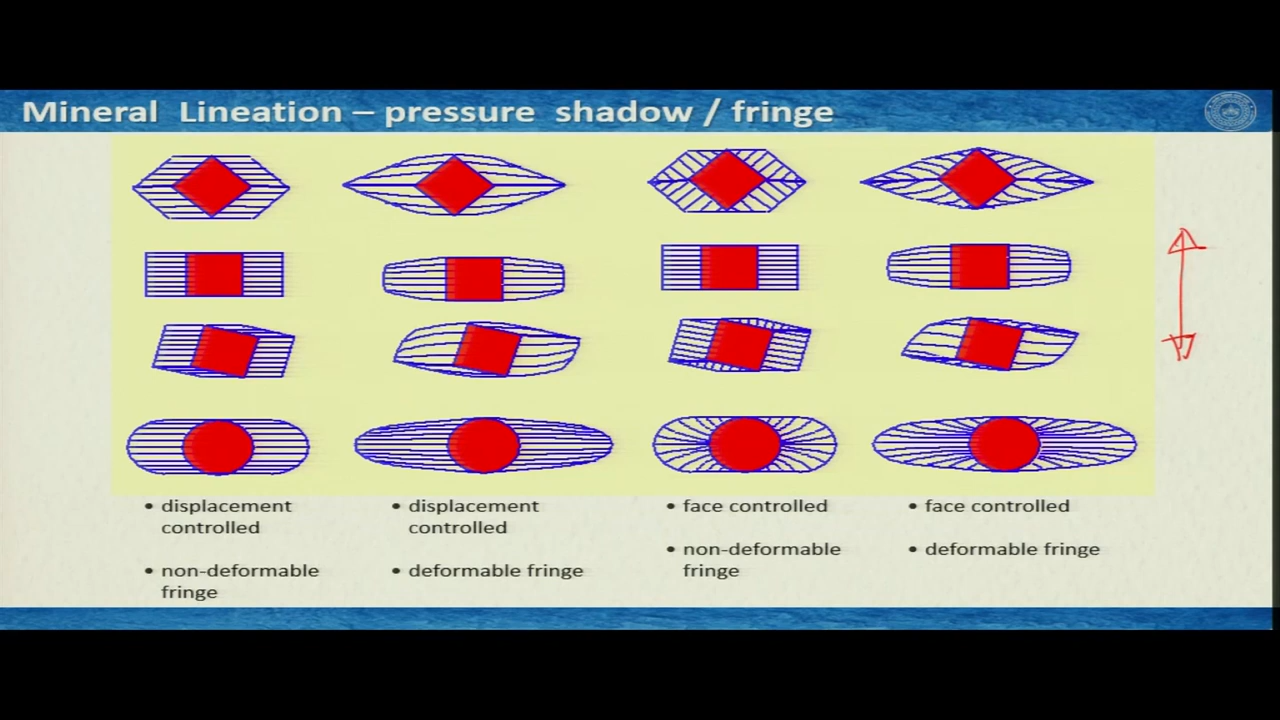 Mineral Lineation – pressure shadow / fringe
• displacement
controlled
• non-deformable
fringe
• displacement
controlled
• deformable fringe
• face controlled
• non-deformable
fringe
• face controlled
• deformable fringe